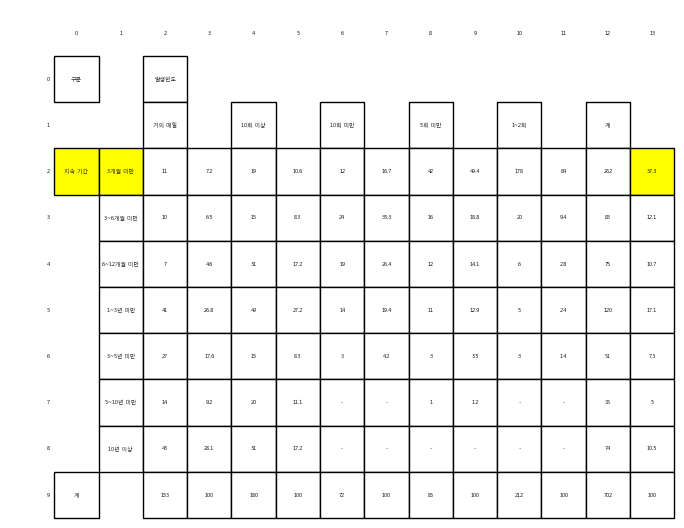 0 1 2 3 4 5 6 7 8 9 10 11 12 13
0 구분 발생빈도
1 거의 매일 10회 이상 10회 미만 5회 미만 1~2회 계
2 지속 기간 3개월 미만 11 7.2 19 10.6 12 16.7 42 49.4 178 84 262 37.3
3 3~6개월 미만 10 6.5 15 8.3 24 33.3 16 18.8 20 9.4 85 12.1
4 6~12개월 미만 7 4.6 31 17.2 19 26.4 12 14.1 6 2.8 75 10.7
5 1~3년 미만 41 26.8 49 27.2 14 19.4 11 12.9 5 2.4 120 17.1
6 3~5년 미만 27 17.6 15 8.3 3 4.2 3 3.5 3 1.4 51 7.3
7 5~10년 미만 14 9.2 20 11.1 - - 1 1.2 - - 35 5
8 10년 이상 43 28.1 31 17.2 - - - - - - 74 10.5
9 계 153 100 180 100 72 100 85 100 212 100 702 100